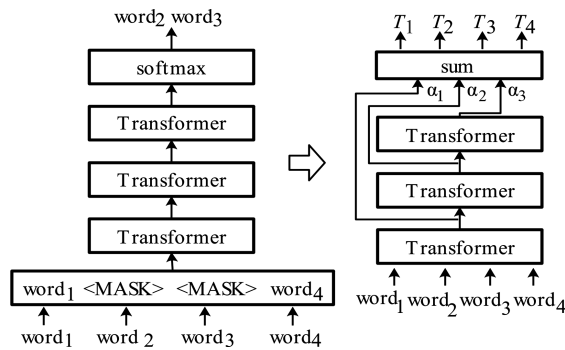 word2 word3
softmax
Transformer
Transformer
Transformer
word1 <MASK> <MASK> word4
word1 word 2 word3 word4
T1 T2 T3 T4
sum
α1 α2 α3
Transformer
Transformer
Transformer
word1 word2 word3 word4